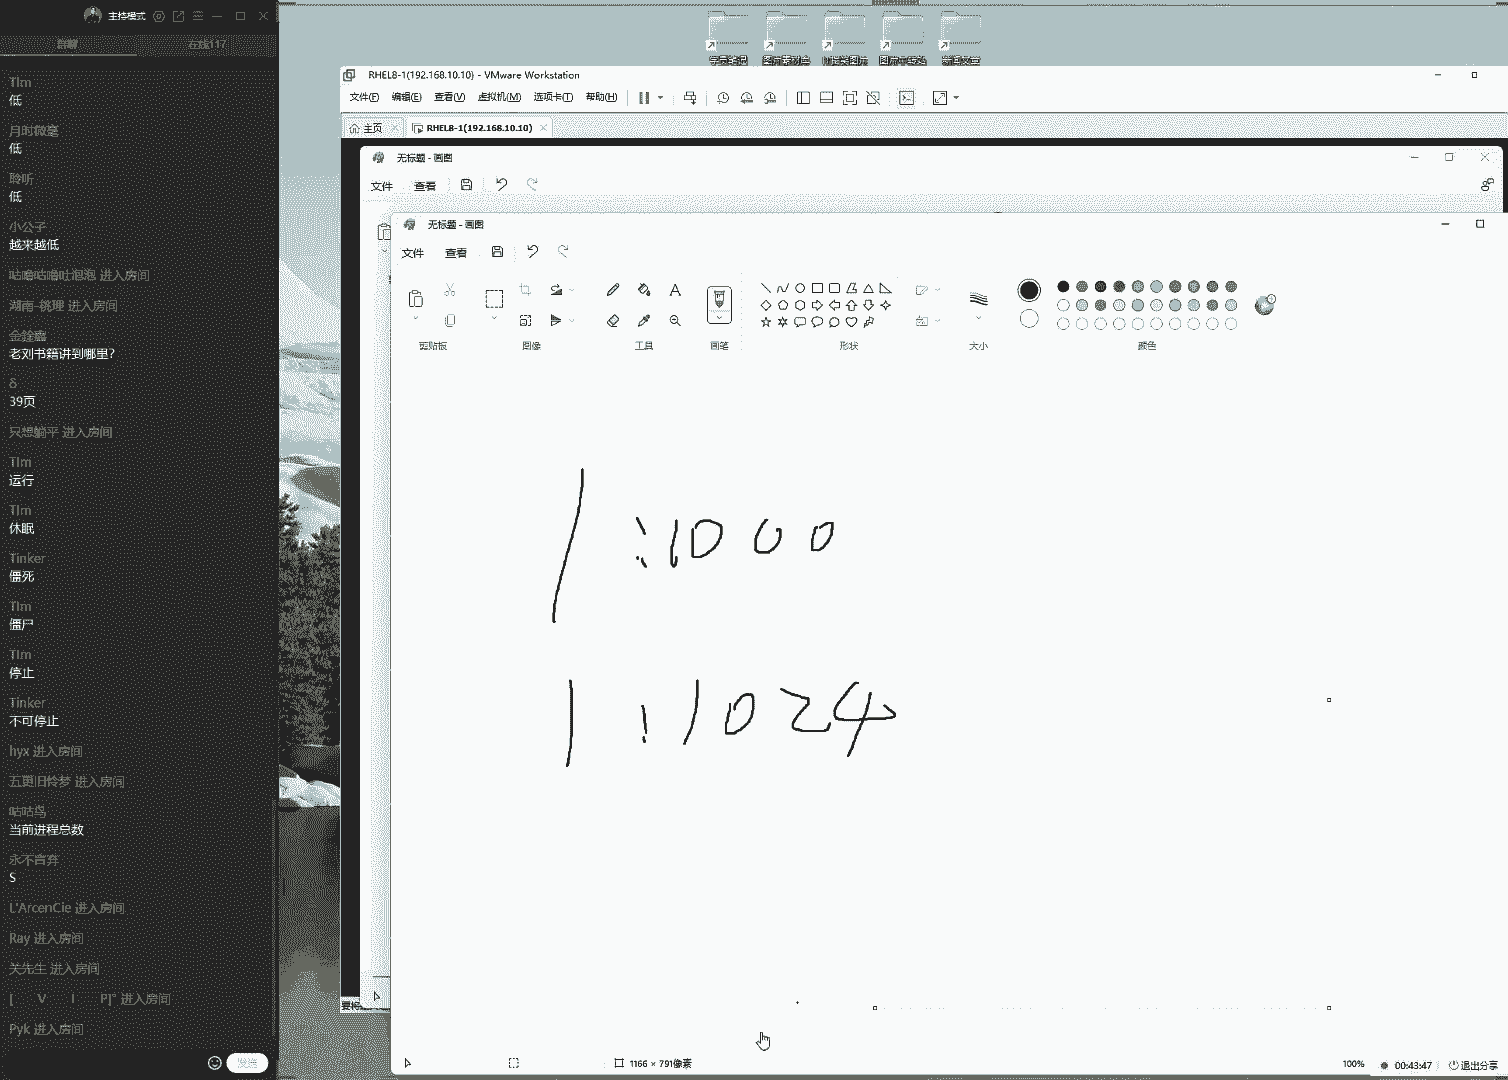 主持模式
群聊
在线117
Tlm
低
月时微毫
低
聆听
低
小公子
越来越低
咕噜咕噜吐泡泡 进入房间
湖南-姚理 进入房间
金銓鑫
老刘书籍讲到哪里?
δ
39页
只想躺平 进入房间
Tlm
运行
Tlm
休眠
Tinker
僵死
Tlm
僵尸
Tlm
停止
Tinker
不可停止
hyx 进入房间
五更旧怜梦 进入房间
咕咕鸟
当前进程总数
永不言弃
S
L'ArcenCie 进入房间
Ray 进入房间
关先生 进入房间
[ V I P]° 进入房间
Pyk 进入房间
发送
RHEL8-1(192.168.10.10) - VMware Workstation
文件(F) 编辑(E) 查看(V) 虚拟机(M) 选项卡(T) 帮助(H)
主页 RHEL8-1(192.168.10.10)
无标题 - 画图
文件 查看
无标题 - 画图
文件 查看
剪贴板 图像 工具 画笔 形状 大小 颜色
1:1000
1:1024
1166 × 791像素
100%
00:43:47
退出分享